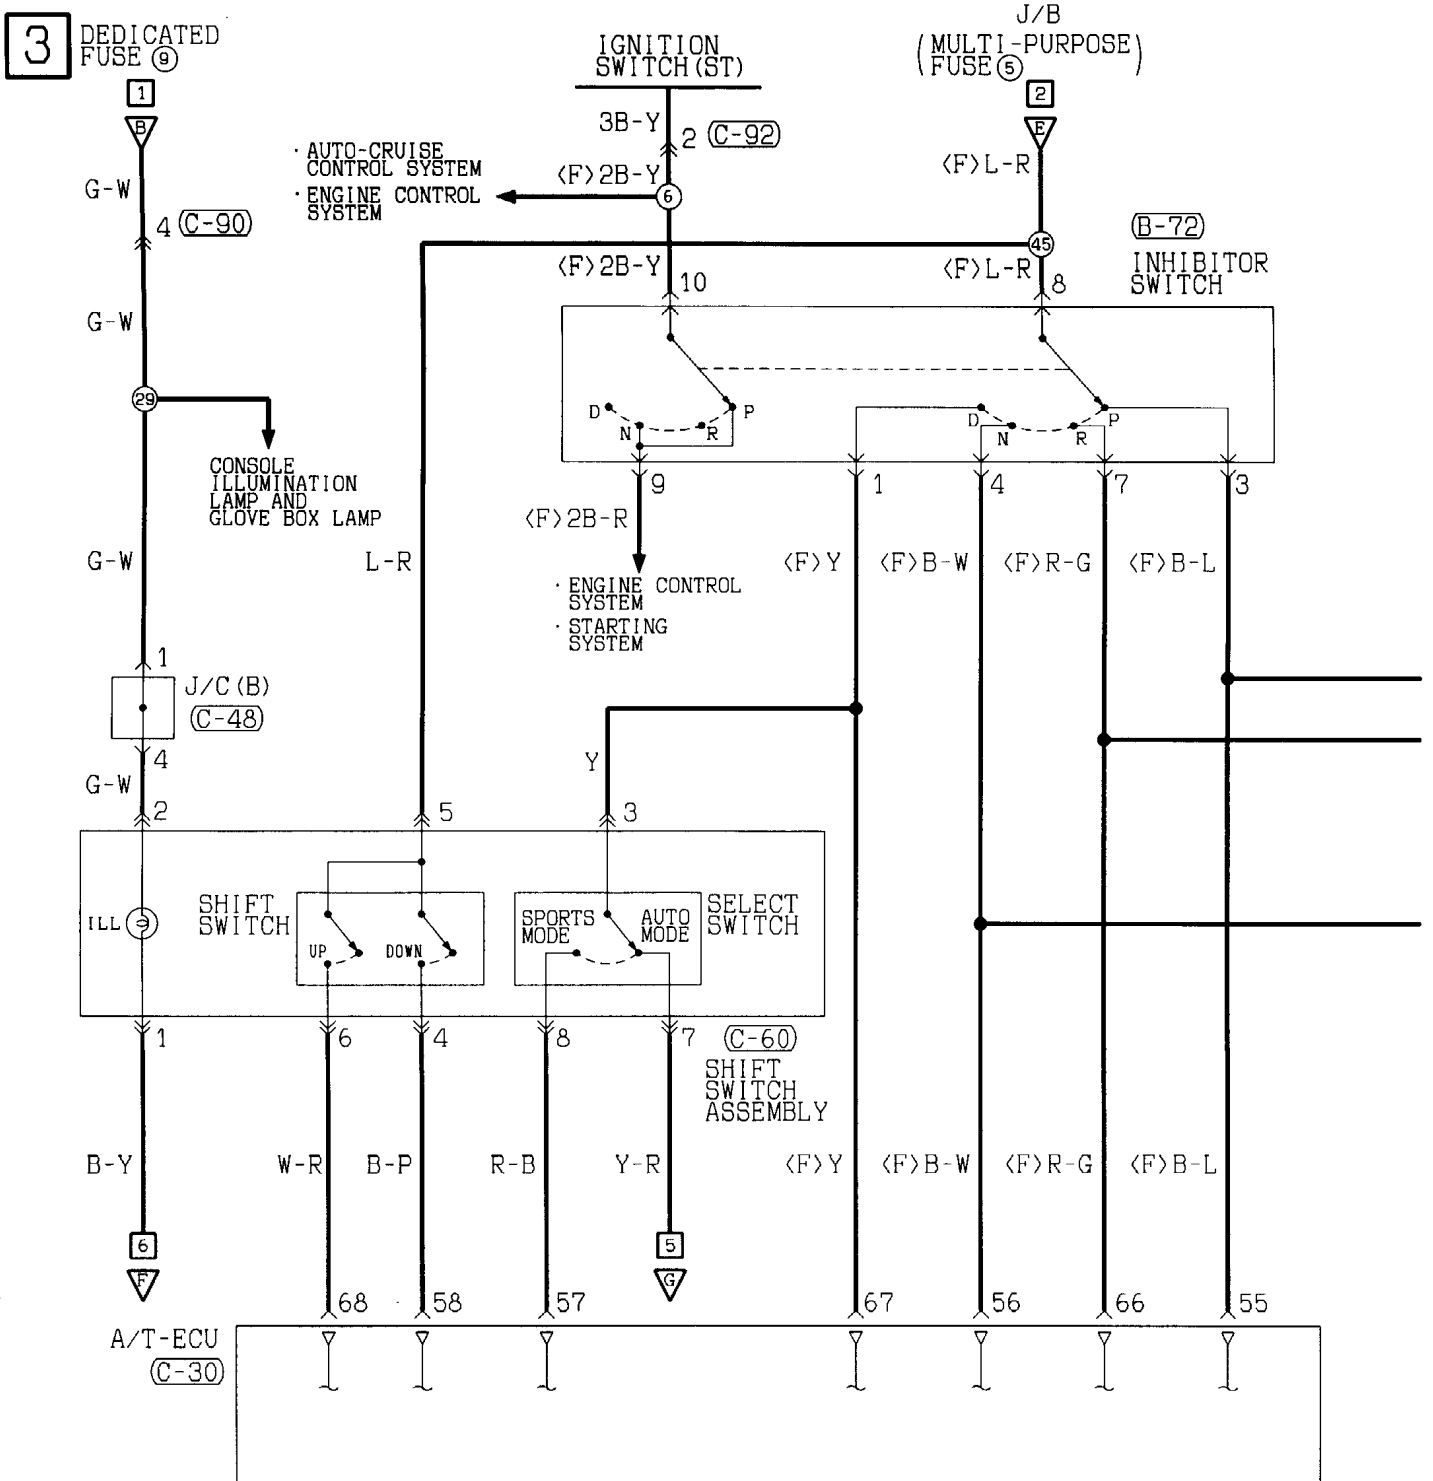 3
DEDICATED
FUSE ⑨
1
B
G-W
4 (C-90)
G-W
29
CONSOLE
ILLUMINATION
LAMP AND
GLOVE BOX LAMP
G-W
1
J/C(B)
(C-48)
4
G-W
2
IGNITION
SWITCH(ST)
3B-Y
2 (C-92)
· AUTO-CRUISE
CONTROL SYSTEM
<F>2B-Y
· ENGINE CONTROL
SYSTEM
6
<F>2B-Y
10
J/B
(MULTI-PURPOSE)
FUSE⑤
2
E
<F>L-R
45
<F>L-R
8
(B-72)
INHIBITOR
SWITCH
D
N
R
P
D
N
R
P
9
1
4
7
3
<F>2B-R
· ENGINE CONTROL
SYSTEM
· STARTING
SYSTEM
L-R
<F>Y
<F>B-W
<F>R-G
<F>B-L
Y
5
3
ILL
SHIFT
SWITCH
UP
DOWN
SPORTS
MODE
AUTO
MODE
SELECT
SWITCH
1
6
4
8
7
(C-60)
SHIFT
SWITCH
ASSEMBLY
B-Y
W-R
B-P
R-B
Y-R
<F>Y
<F>B-W
<F>R-G
<F>B-L
6
F
5
G
68
58
57
67
56
66
55
A/T-ECU
(C-30)